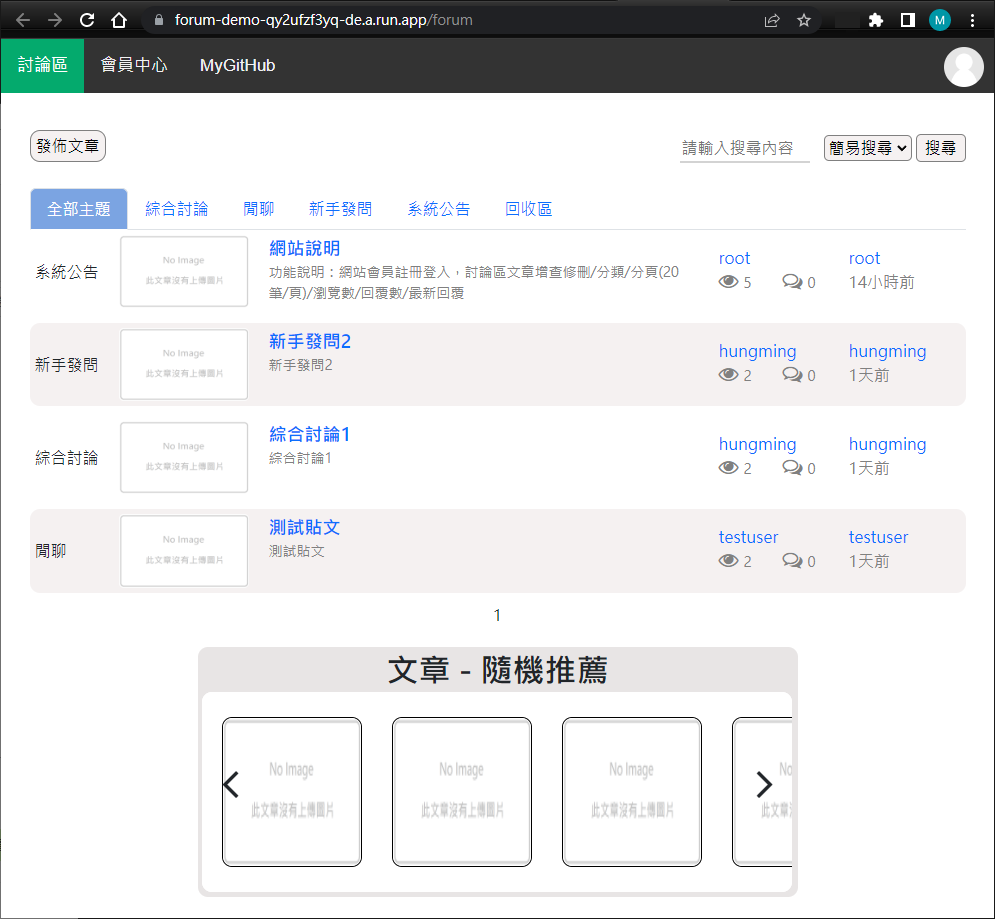 forum-demo-qy2ufzf3yq-de.a.run.app/forum
M
討論區 會員中心 MyGitHub
發佈文章 請輸入搜尋內容 簡易搜尋 搜尋
全部主題 綜合討論 閒聊 新手發問 系統公告 回收區
系統公告
No Image
此文章沒有上傳圖片
網站說明
功能說明：網站會員註冊登入，討論區文章增查修刪/分類/分頁(20
筆/頁)/瀏覽數/回覆數/最新回覆
root
5 0
root
14小時前
新手發問
No Image
此文章沒有上傳圖片
新手發問2
新手發問2
hungming
2 0
hungming
1天前
綜合討論
No Image
此文章沒有上傳圖片
綜合討論1
綜合討論1
hungming
2 0
hungming
1天前
閒聊
No Image
此文章沒有上傳圖片
測試貼文
測試貼文
testuser
2 0
testuser
1天前
1
文章 - 隨機推薦
No Image No Image No Image No
此文章沒有上傳圖片 此文章沒有上傳圖片 此文章沒有上傳圖片 此文章